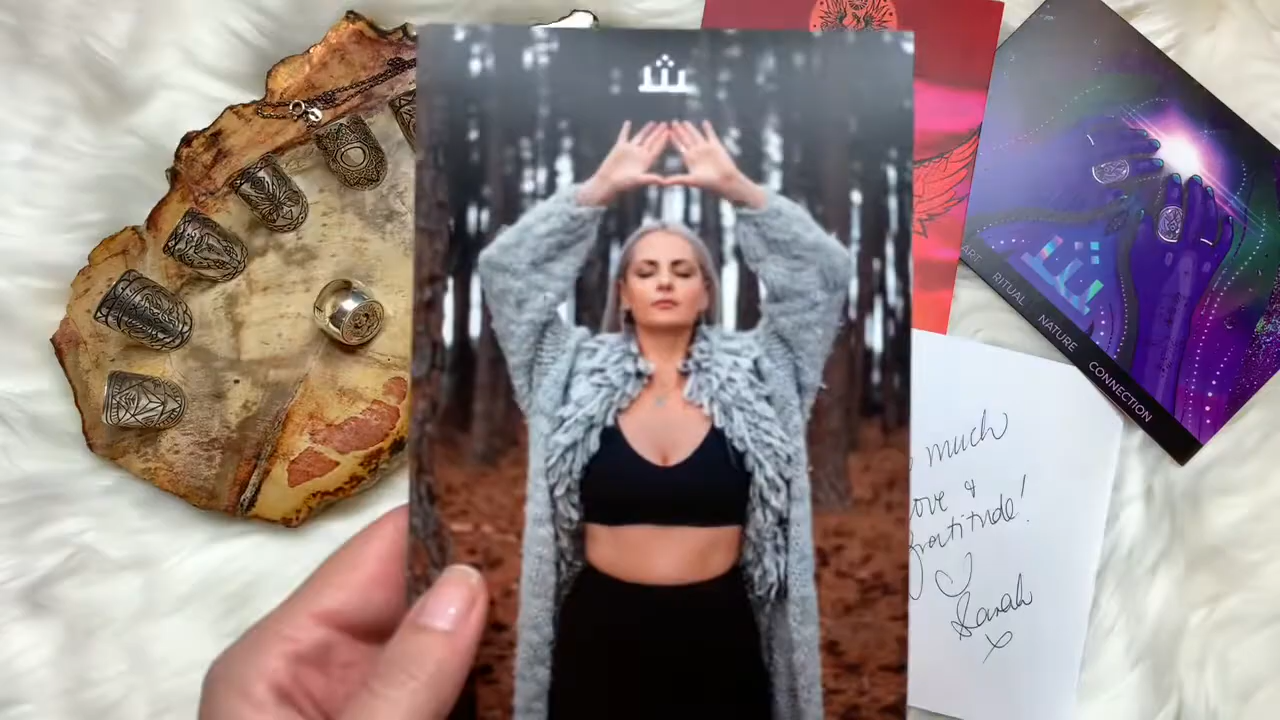 ART RITUAL NATURE CONNECTION
much
ove &
gratitude!
Sarah
x